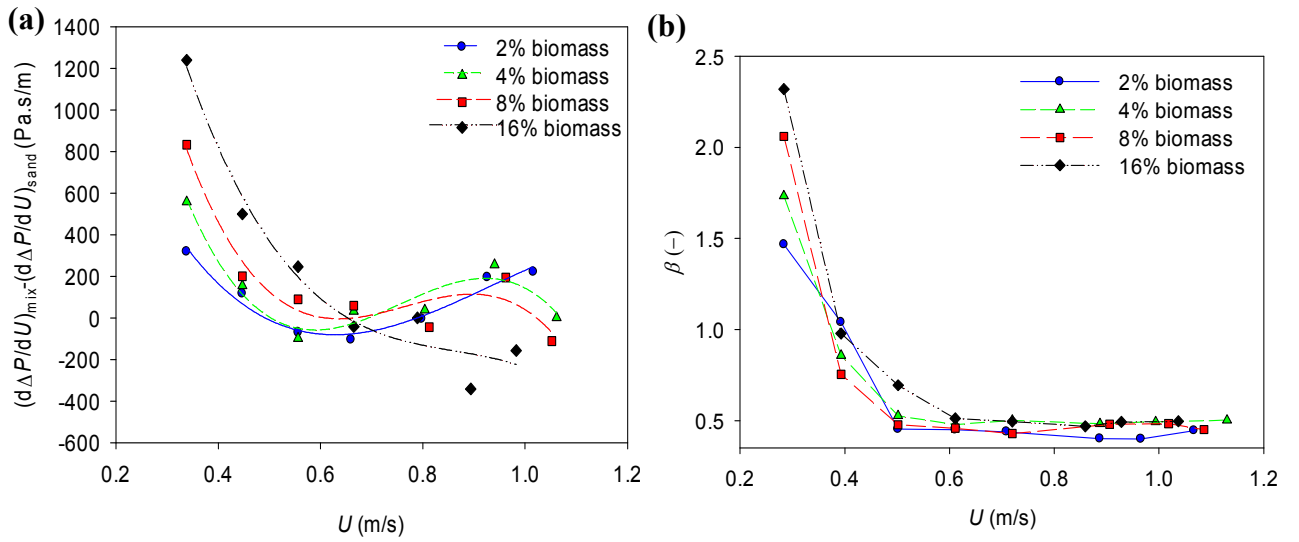 (a)
1400
1200
1000
800
600
400
200
0
-200
-400
-600
0.2 0.4 0.6 0.8 1.0 1.2
U (m/s)
(dΔP/dU)mix-(dΔP/dU)sand (Pa.s/m)
2% biomass
4% biomass
8% biomass
16% biomass
(b)
2.5
2.0
1.5
1.0
0.5
0.2 0.4 0.6 0.8 1.0 1.2
U (m/s)
β (–)
2% biomass
4% biomass
8% biomass
16% biomass